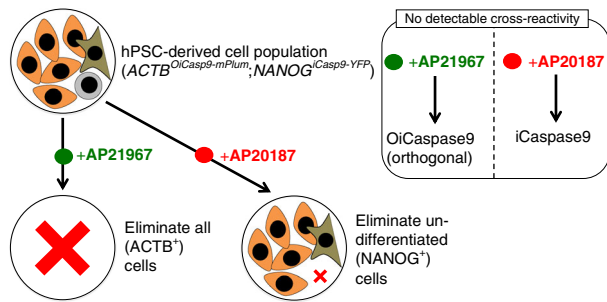 hPSC-derived cell population
(ACTB^OiCasp9-mPlum;NANOG^iCasp9-YFP)
+AP21967
+AP20187
Eliminate all
(ACTB⁺)
cells
Eliminate un-
differentiated
(NANOG⁺)
cells
No detectable cross-reactivity
+AP21967
+AP20187
OiCaspase9
(orthogonal)
iCaspase9